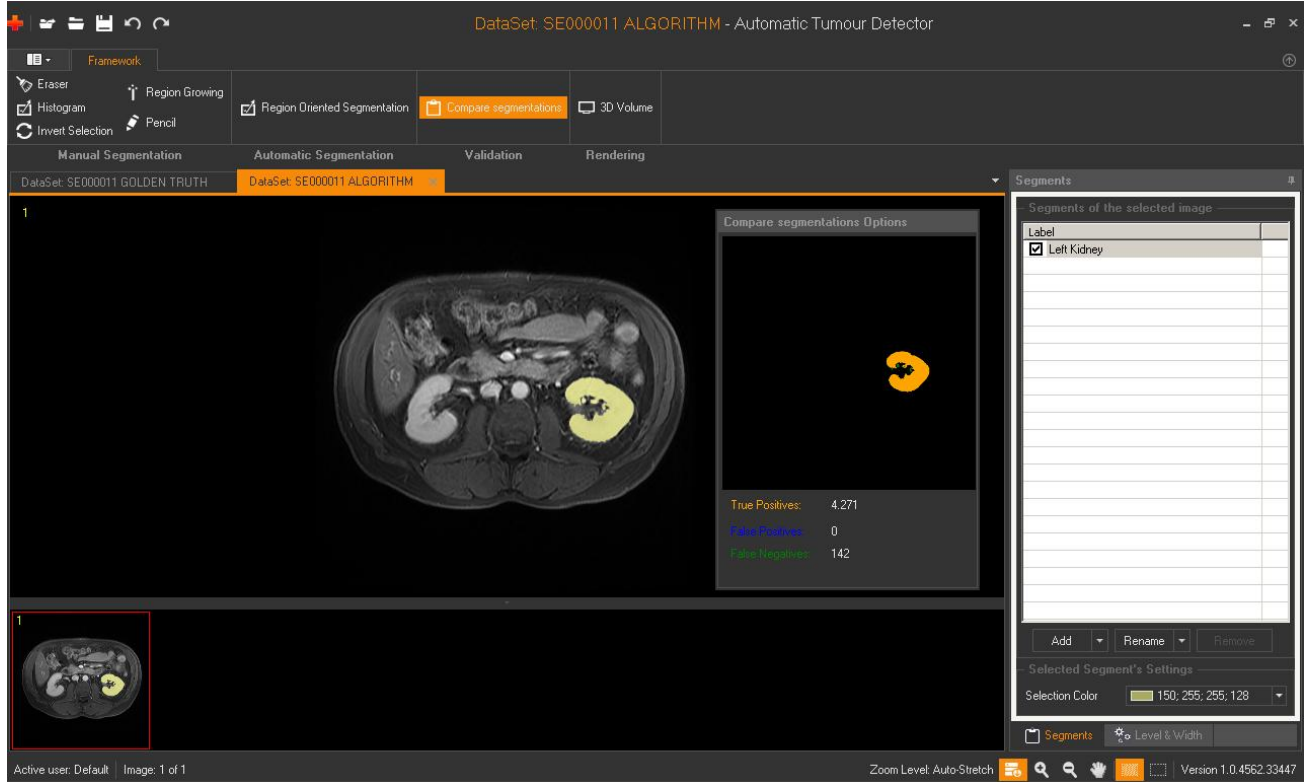 DataSet: SE000011 ALGORITHM - Automatic Tumour Detector
Framework
Eraser
Histogram
Invert Selection
Region Growing
Pencil
Region Oriented Segmentation
Compare segmentations
3D Volume
Manual Segmentation
Automatic Segmentation
Validation
Rendering
DataSet: SE000011 GOLDEN TRUTH
DataSet: SE000011 ALGORITHM
1
Compare segmentations Options
True Positives: 4.271
False Positives: 0
False Negatives: 142
Segments
Segments of the selected image
Label
Left Kidney
Add
Rename
Remove
Selected Segment's Settings
Selection Color 150; 255; 255; 128
Segments
Level & Width
1
Active user: Default Image: 1 of 1
Zoom Level: Auto-Stretch
Version 1.0.4562.33447